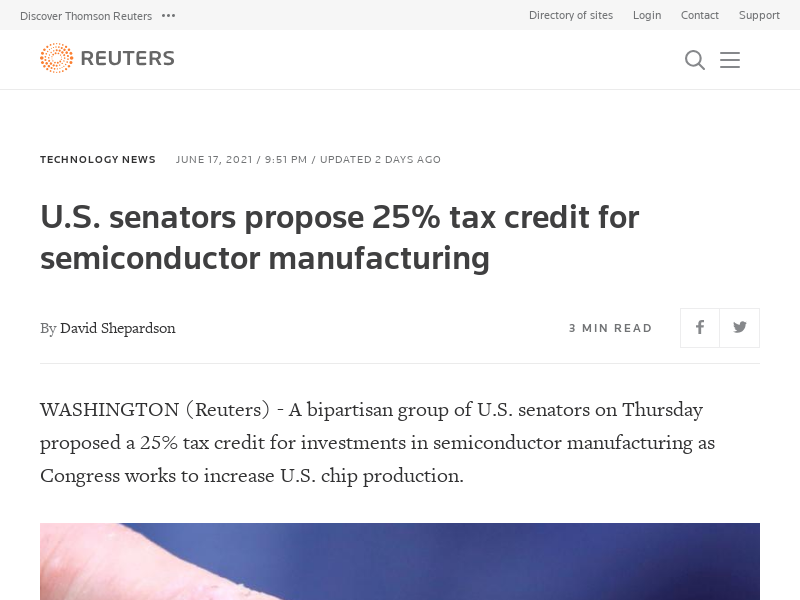 Discover Thomson Reuters
Directory of sites Login Contact Support
REUTERS
TECHNOLOGY NEWS JUNE 17, 2021 / 9:51 PM / UPDATED 2 DAYS AGO
U.S. senators propose 25% tax credit for
semiconductor manufacturing
By David Shepardson
3 MIN READ
WASHINGTON (Reuters) - A bipartisan group of U.S. senators on Thursday
proposed a 25% tax credit for investments in semiconductor manufacturing as
Congress works to increase U.S. chip production.